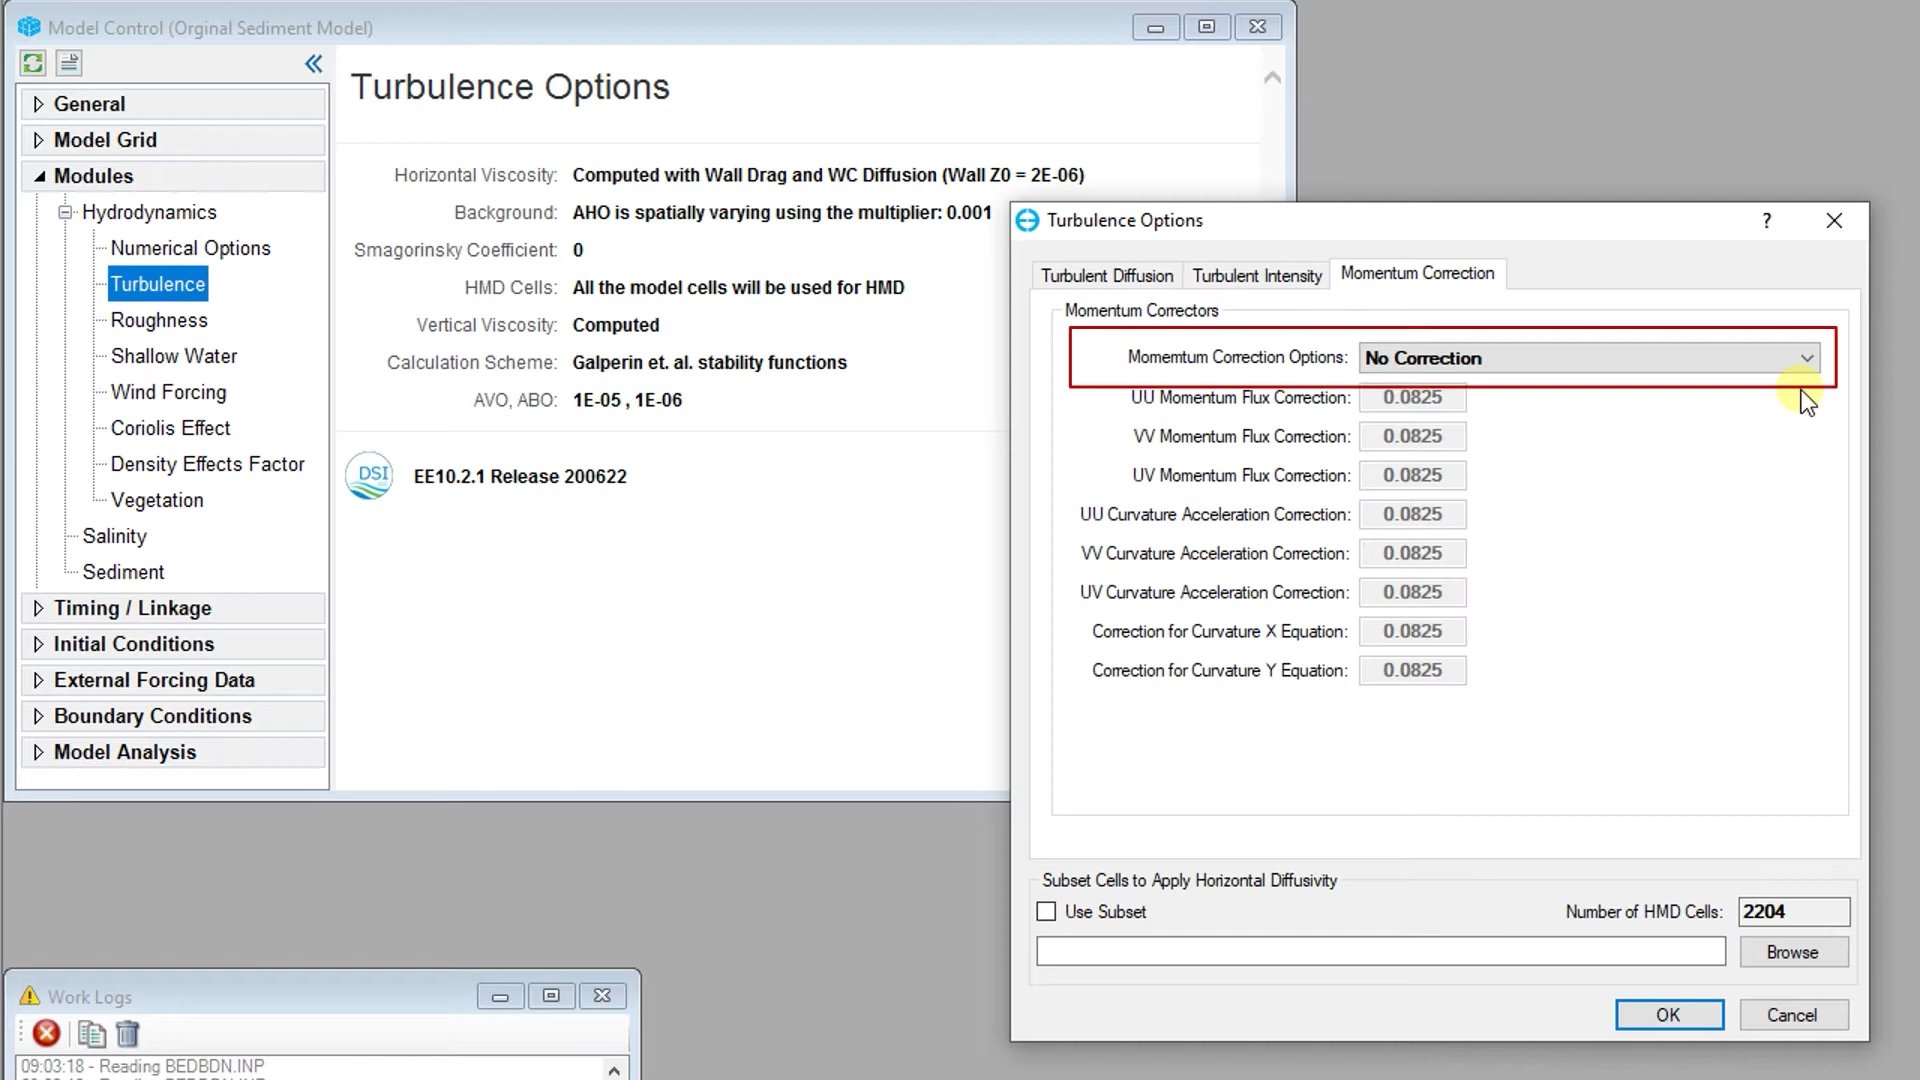 Model Control (Orginal Sediment Model)
General
Model Grid
Modules
Hydrodynamics
Numerical Options
Turbulence
Roughness
Shallow Water
Wind Forcing
Coriolis Effect
Density Effects Factor
Vegetation
Salinity
Sediment
Timing / Linkage
Initial Conditions
External Forcing Data
Boundary Conditions
Model Analysis
Turbulence Options
Horizontal Viscosity: Computed with Wall Drag and WC Diffusion (Wall Z0 = 2E-06)
Background: AHO is spatially varying using the multiplier: 0.001
Smagorinsky Coefficient: 0
HMD Cells: All the model cells will be used for HMD
Vertical Viscosity: Computed
Calculation Scheme: Galperin et. al. stability functions
AVO, ABO: 1E-05 , 1E-06
DSI
EE10.2.1 Release 200622
Turbulence Options
?
Turbulent Diffusion Turbulent Intensity Momentum Correction
Momentum Correctors
Momemtum Correction Options: No Correction
UU Momentum Flux Correction: 0.0825
VV Momentum Flux Correction: 0.0825
UV Momentum Flux Correction: 0.0825
UU Curvature Acceleration Correction: 0.0825
VV Curvature Acceleration Correction: 0.0825
UV Curvature Acceleration Correction: 0.0825
Correction for Curvature X Equation: 0.0825
Correction for Curvature Y Equation: 0.0825
Subset Cells to Apply Horizontal Diffusivity
Use Subset Number of HMD Cells: 2204
Browse
OK Cancel
Work Logs
09:03:18 - Reading BEDBDN.INP